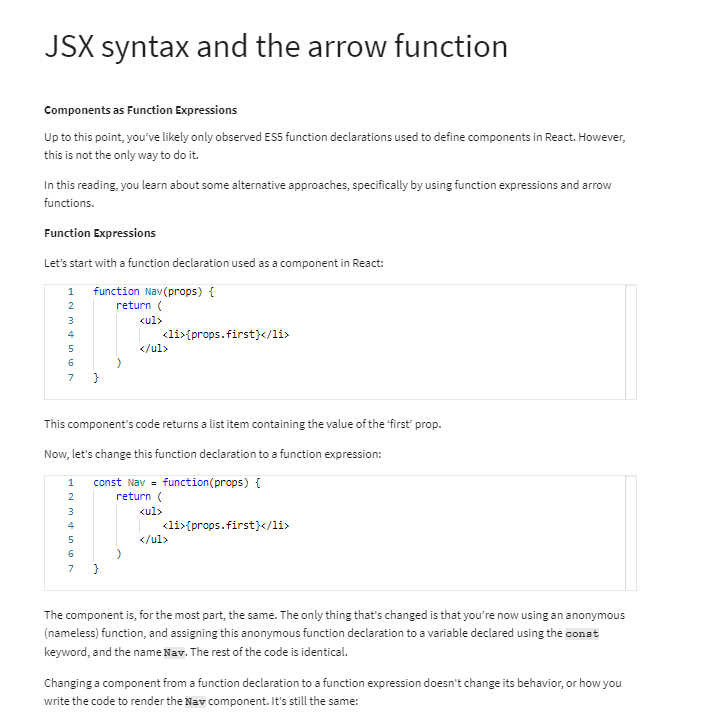 JSX syntax and the arrow function
Components as Function Expressions
Up to this point, you've likely only observed ES5 function declarations used to define components in React. However,
this is not the only way to do it.
In this reading, you learn about some alternative approaches, specifically by using function expressions and arrow
functions.
Function Expressions
Let's start with a function declaration used as a component in React:
1 function Nav(props) {
2 return (
3 <ul>
4 <li>{props.first}</li>
5 </ul>
6 )
7 }
This component's code returns a list item containing the value of the 'first' prop.
Now, let's change this function declaration to a function expression:
1 const Nav = function(props) {
2 return (
3 <ul>
4 <li>{props.first}</li>
5 </ul>
6 )
7 }
The component is, for the most part, the same. The only thing that's changed is that you're now using an anonymous
(nameless) function, and assigning this anonymous function declaration to a variable declared using the const
keyword, and the name Nav. The rest of the code is identical.
Changing a component from a function declaration to a function expression doesn't change its behavior, or how you
write the code to render the Nav component. It's still the same: